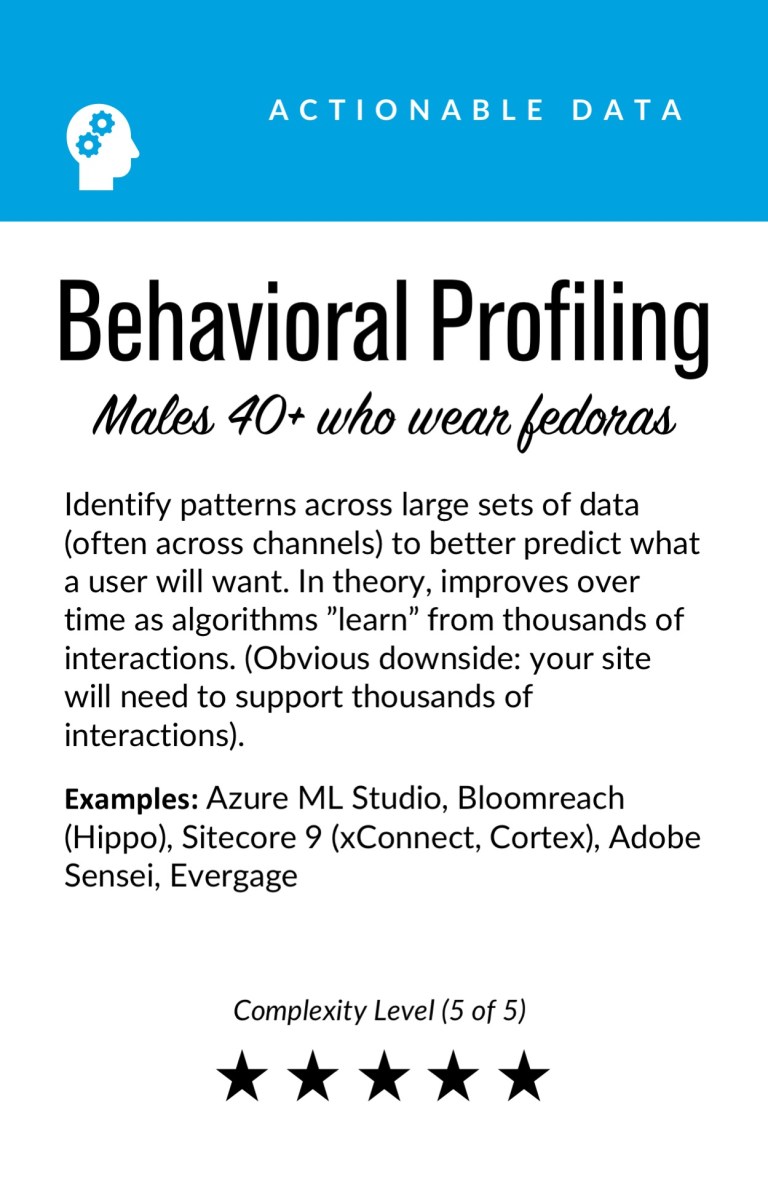 ACTIONABLE DATA
Behavioral Profiling
Males 40+ who wear fedoras
Identify patterns across large sets of data
(often across channels) to better predict what
a user will want. In theory, improves over
time as algorithms ”learn” from thousands of
interactions. (Obvious downside: your site
will need to support thousands of
interactions).
Examples: Azure ML Studio, Bloomreach
(Hippo), Sitecore 9 (xConnect, Cortex), Adobe
Sensei, Evergage
Complexity Level (5 of 5)